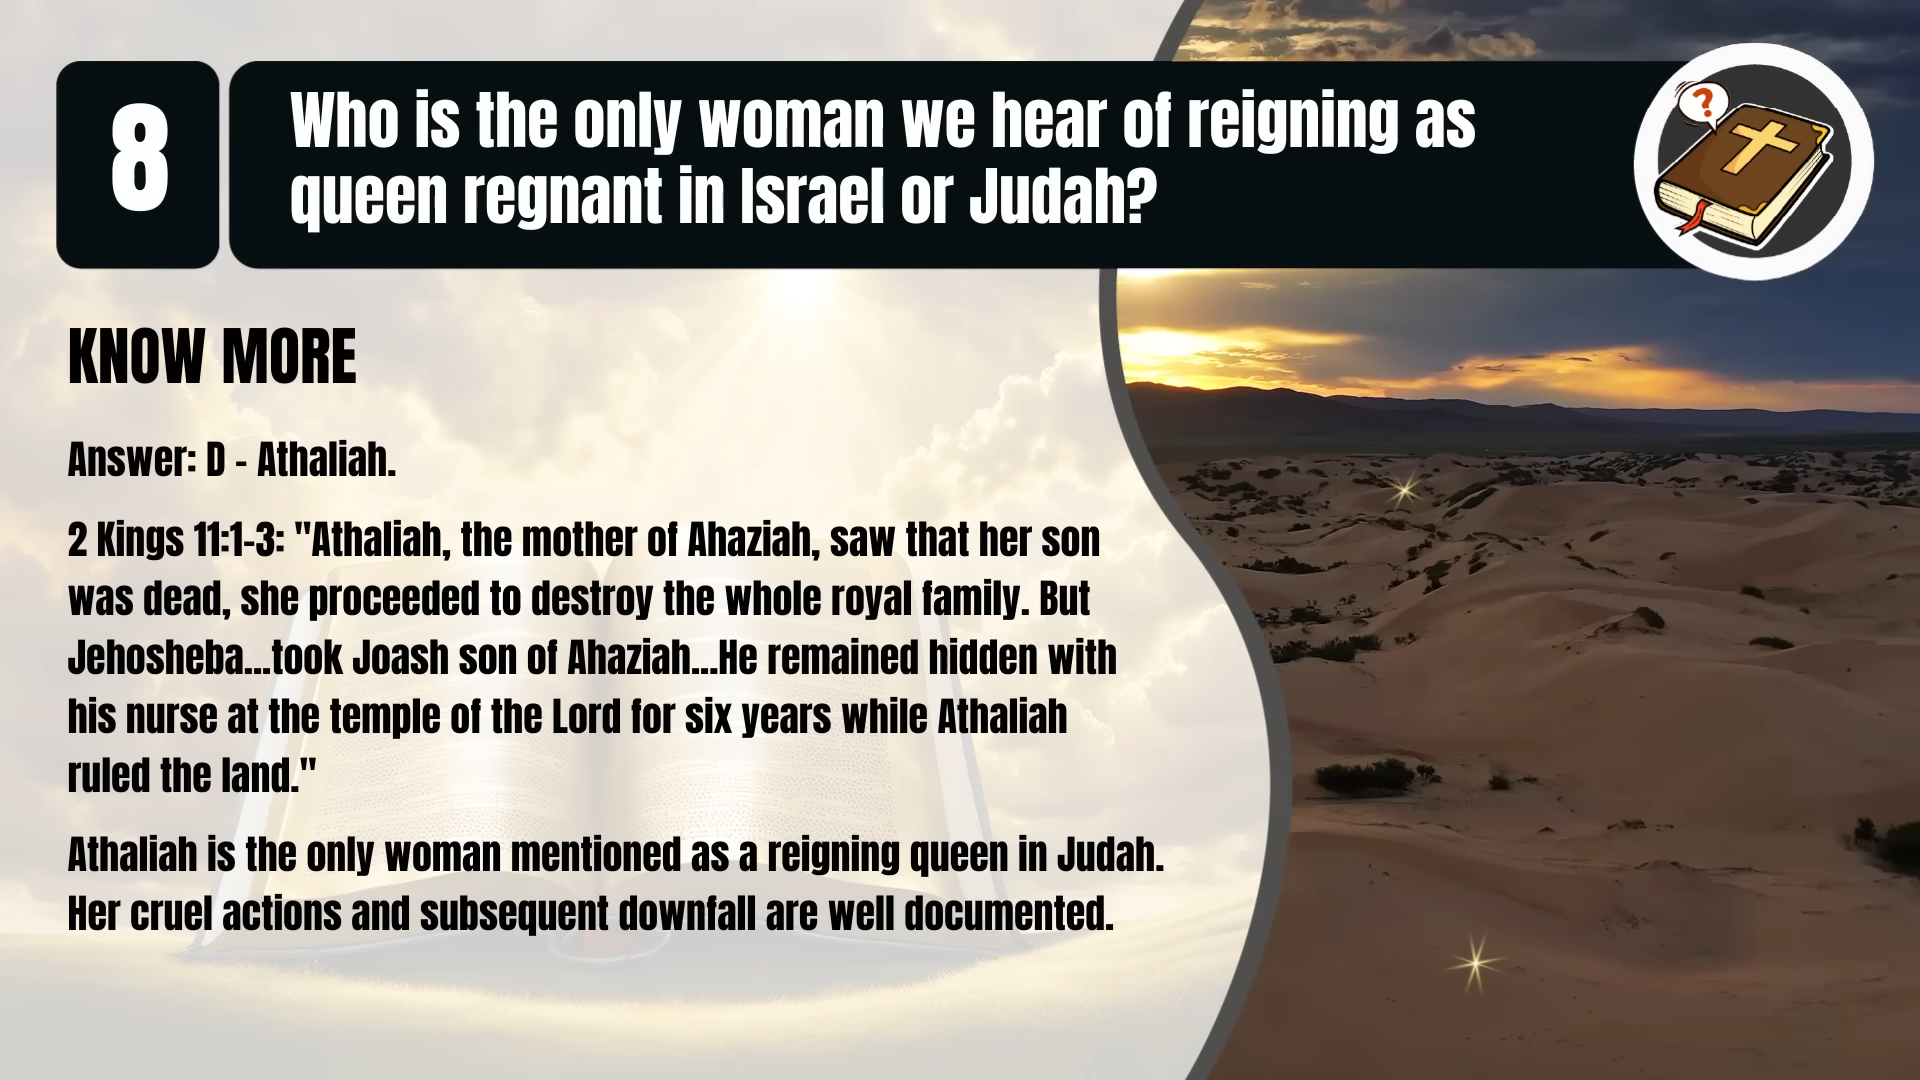 8
Who is the only woman we hear of reigning as
queen regnant in Israel or Judah?
?
KNOW MORE
Answer: D - Athaliah.
2 Kings 11:1-3: "Athaliah, the mother of Ahaziah, saw that her son
was dead, she proceeded to destroy the whole royal family. But
Jehosheba...took Joash son of Ahaziah...He remained hidden with
his nurse at the temple of the Lord for six years while Athaliah
ruled the land."
Athaliah is the only woman mentioned as a reigning queen in Judah.
Her cruel actions and subsequent downfall are well documented.